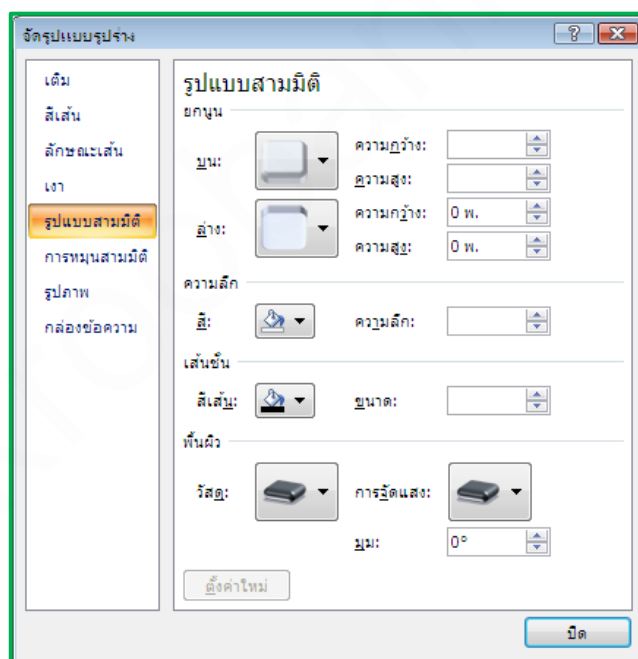 จัดรูปแบบรูปร่าง
เติม
สีเส้น
ลักษณะเส้น
เงา
รูปแบบสามมิติ
การหมุนสามมิติ
รูปภาพ
กล่องข้อความ
รูปแบบสามมิติ
ยกนูน
บน:
ความกว้าง:
ความสูง:
ล่าง:
ความกว้าง: 0 พ.
ความสูง: 0 พ.
ความลึก
สี:
ความลึก:
เส้นชั้น
สีเส้น:
ขนาด:
พื้นผิว
วัสดุ:
การจัดแสง:
มุม: 0°
ตั้งค่าใหม่
ปิด